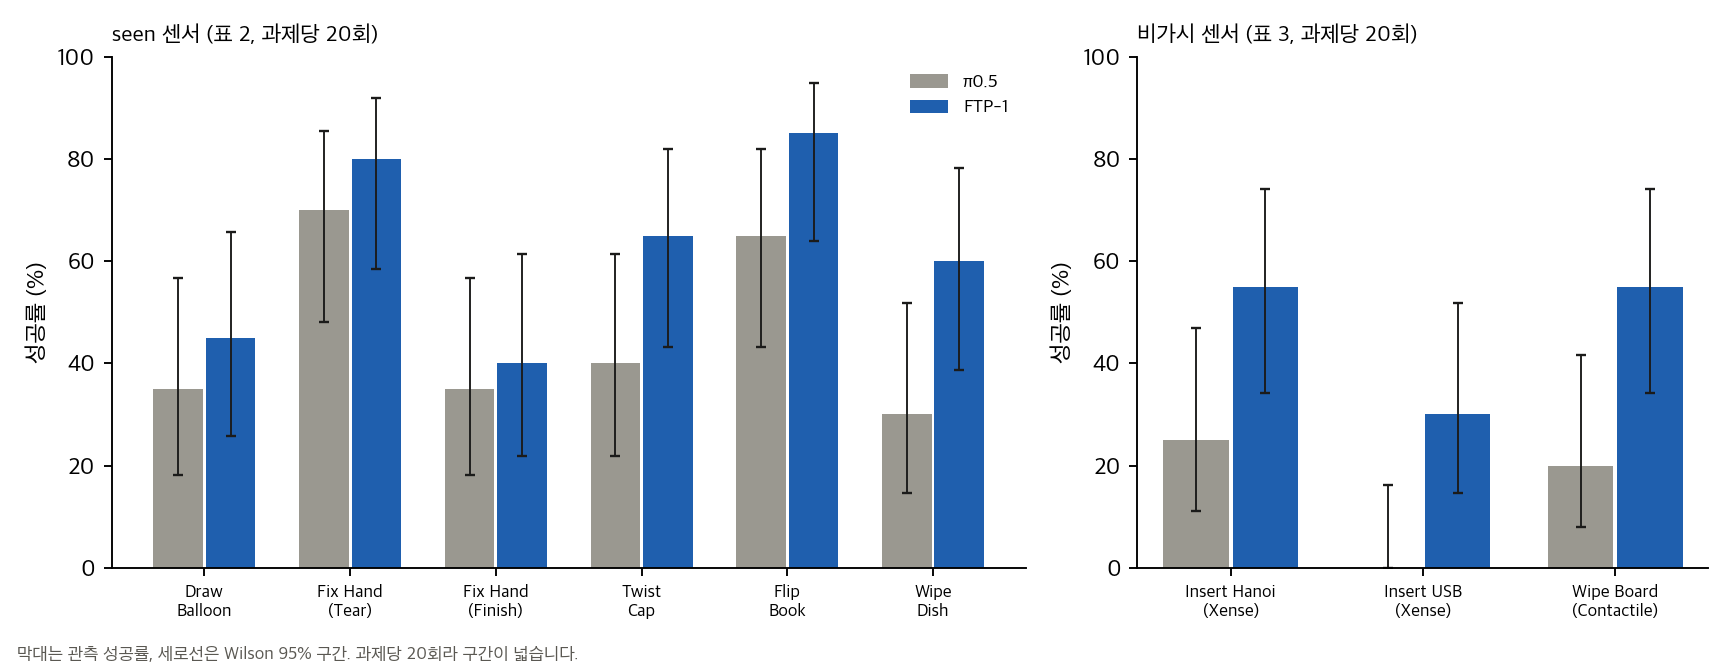 seen 센서 (표 2, 과제당 20회)
성공률 (%)
100
80
60
40
20
0
π0.5
FTP-1
Draw
Balloon
Fix Hand
(Tear)
Fix Hand
(Finish)
Twist
Cap
Flip
Book
Wipe
Dish
비가시 센서 (표 3, 과제당 20회)
성공률 (%)
100
80
60
40
20
0
Insert Hanoi
(Xense)
Insert USB
(Xense)
Wipe Board
(Contactile)
막대는 관측 성공률, 세로선은 Wilson 95% 구간. 과제당 20회라 구간이 넓습니다.